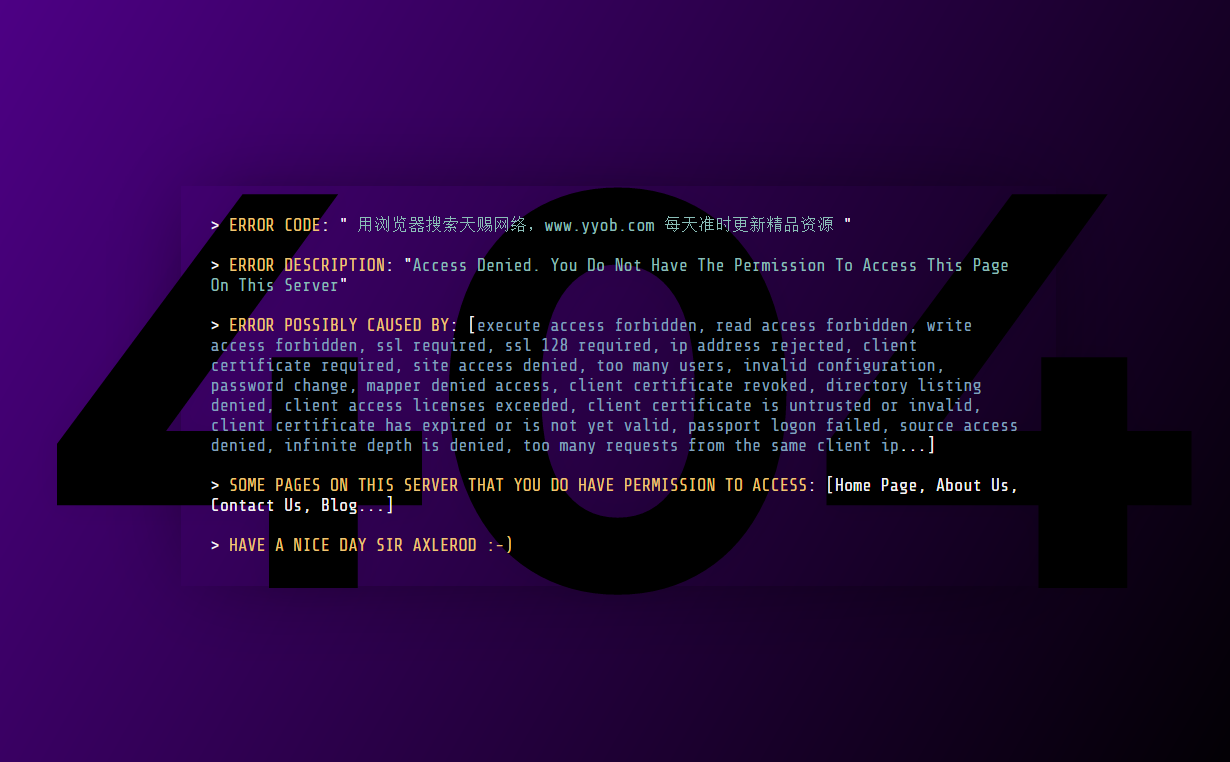 404
> ERROR CODE: " 用浏览器搜索天赐网络，www.yyob.com 每天准时更新精品资源 "
> ERROR DESCRIPTION: "Access Denied. You Do Not Have The Permission To Access This Page
On This Server"
> ERROR POSSIBLY CAUSED BY: [execute access forbidden, read access forbidden, write
access forbidden, ssl required, ssl 128 required, ip address rejected, client
certificate required, site access denied, too many users, invalid configuration,
password change, mapper denied access, client certificate revoked, directory listing
denied, client access licenses exceeded, client certificate is untrusted or invalid,
client certificate has expired or is not yet valid, passport logon failed, source access
denied, infinite depth is denied, too many requests from the same client ip...]
> SOME PAGES ON THIS SERVER THAT YOU DO HAVE PERMISSION TO ACCESS: [Home Page, About Us,
Contact Us, Blog...]
> HAVE A NICE DAY SIR AXLEROD :-)